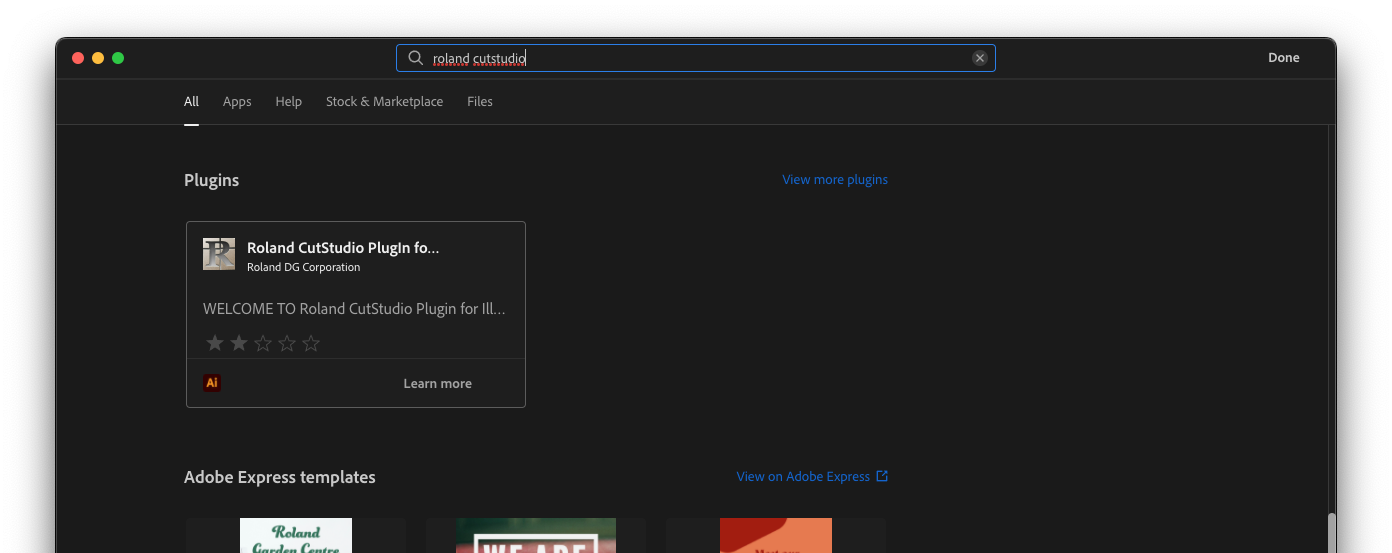 roland cutstudio
Done
All Apps Help Stock & Marketplace Files
Plugins
View more plugins
R
Roland CutStudio PlugIn fo...
Roland DG Corporation
WELCOME TO Roland CutStudio Plugin for Ill...
Ai
Learn more
Adobe Express templates
View on Adobe Express
Roland
Garden Centre
WE ARE
Meet our